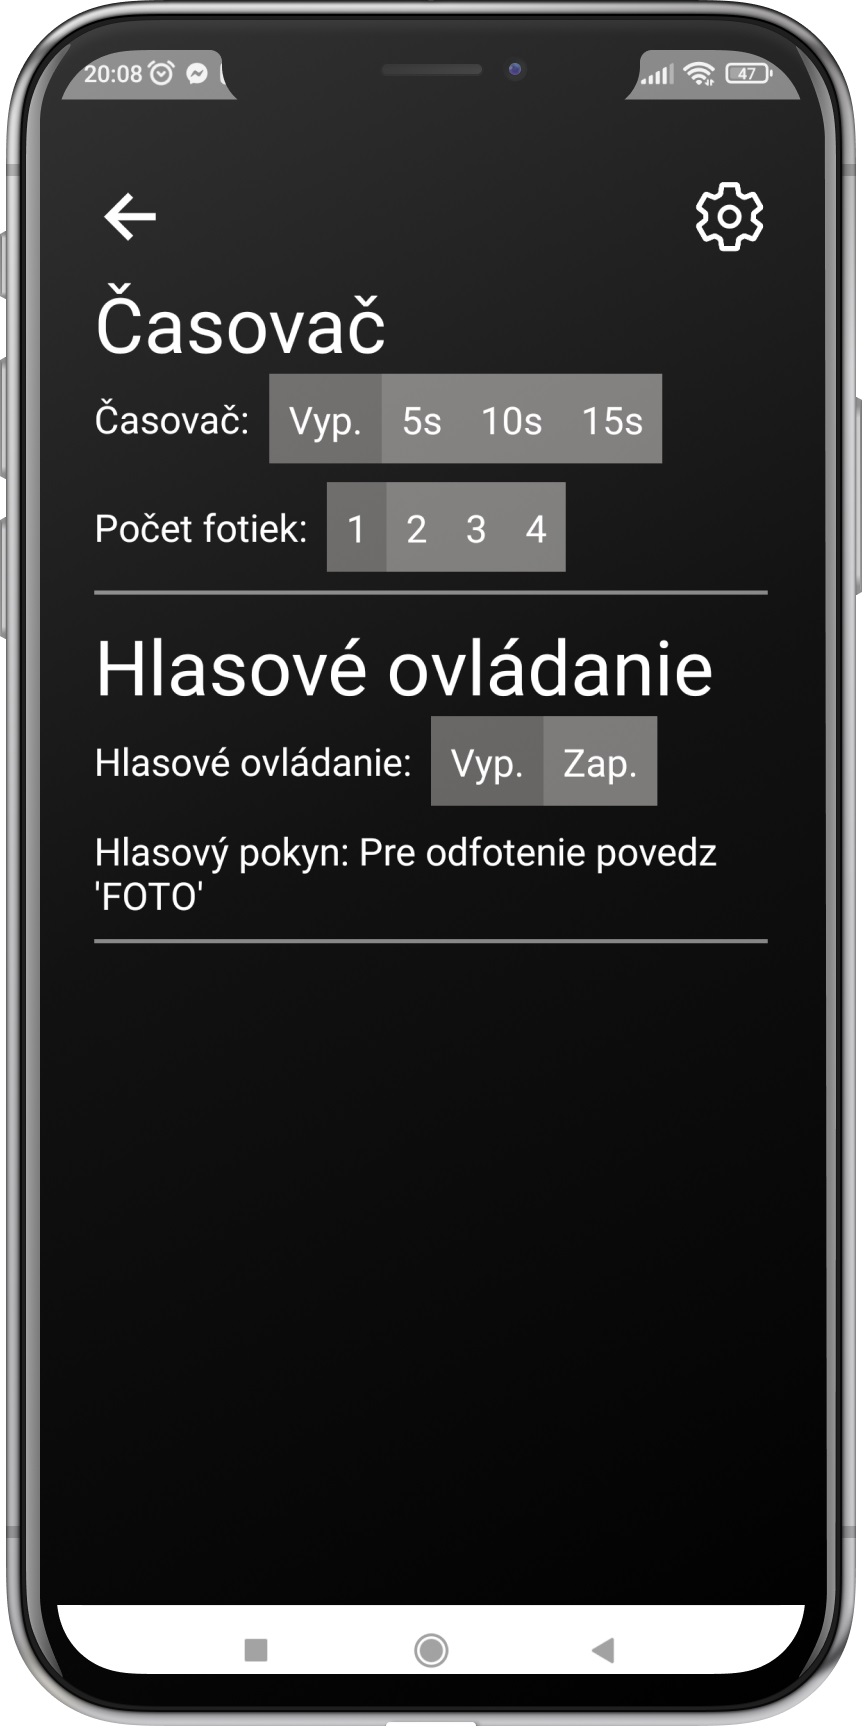 20:08
47
Časovač
Časovač: Vyp. 5s 10s 15s
Počet fotiek: 1 2 3 4
Hlasové ovládanie
Hlasové ovládanie: Vyp. Zap.
Hlasový pokyn: Pre odfotenie povedz
'FOTO'